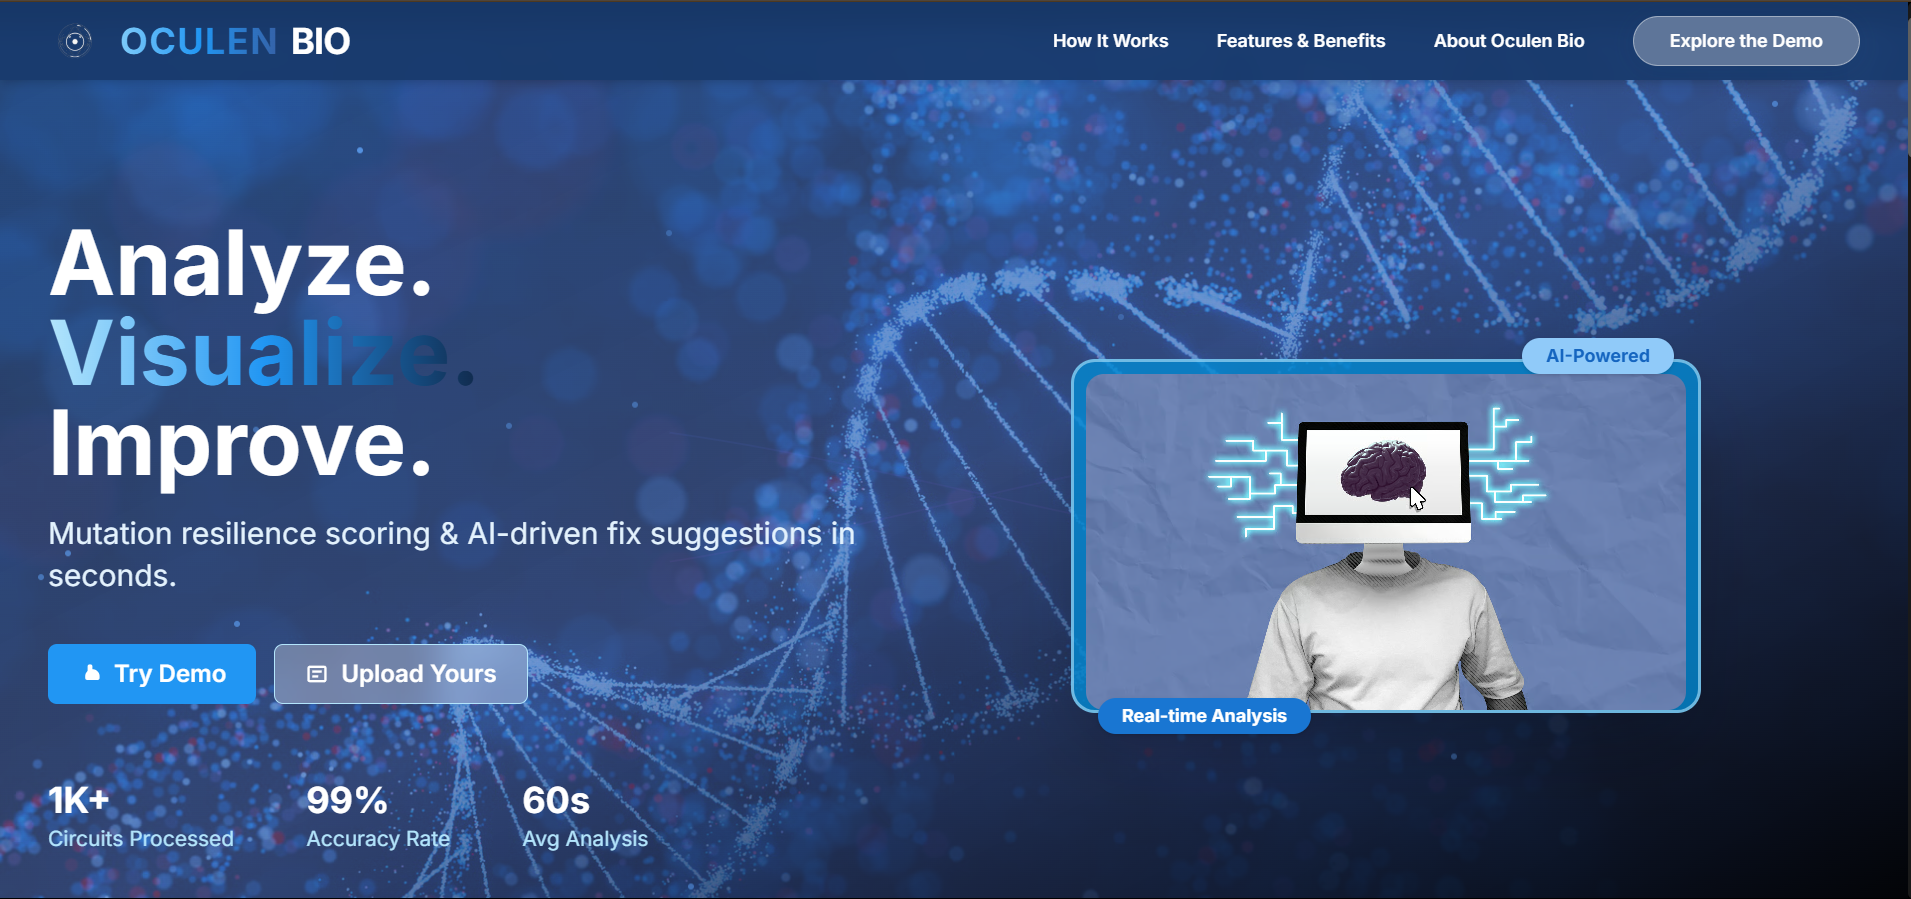 OCULEN BIO
How It Works
Features & Benefits
About Oculen Bio
Explore the Demo
Analyze.
Visualize.
Improve.
Mutation resilience scoring & AI-driven fix suggestions in
seconds.
Try Demo
Upload Yours
1K+
Circuits Processed
99%
Accuracy Rate
60s
Avg Analysis
AI-Powered
Real-time Analysis